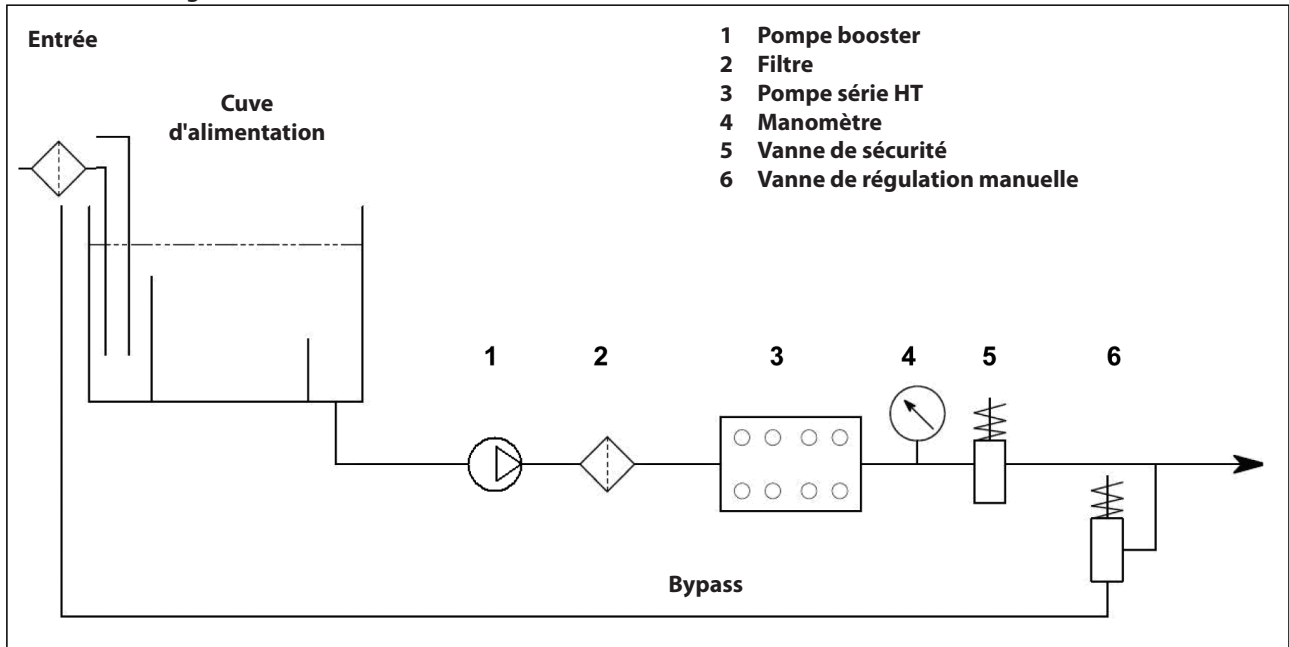 Entrée
Cuve
d'alimentation
1 Pompe booster
2 Filtre
3 Pompe série HT
4 Manomètre
5 Vanne de sécurité
6 Vanne de régulation manuelle
1 2 3 4 5 6
Bypass